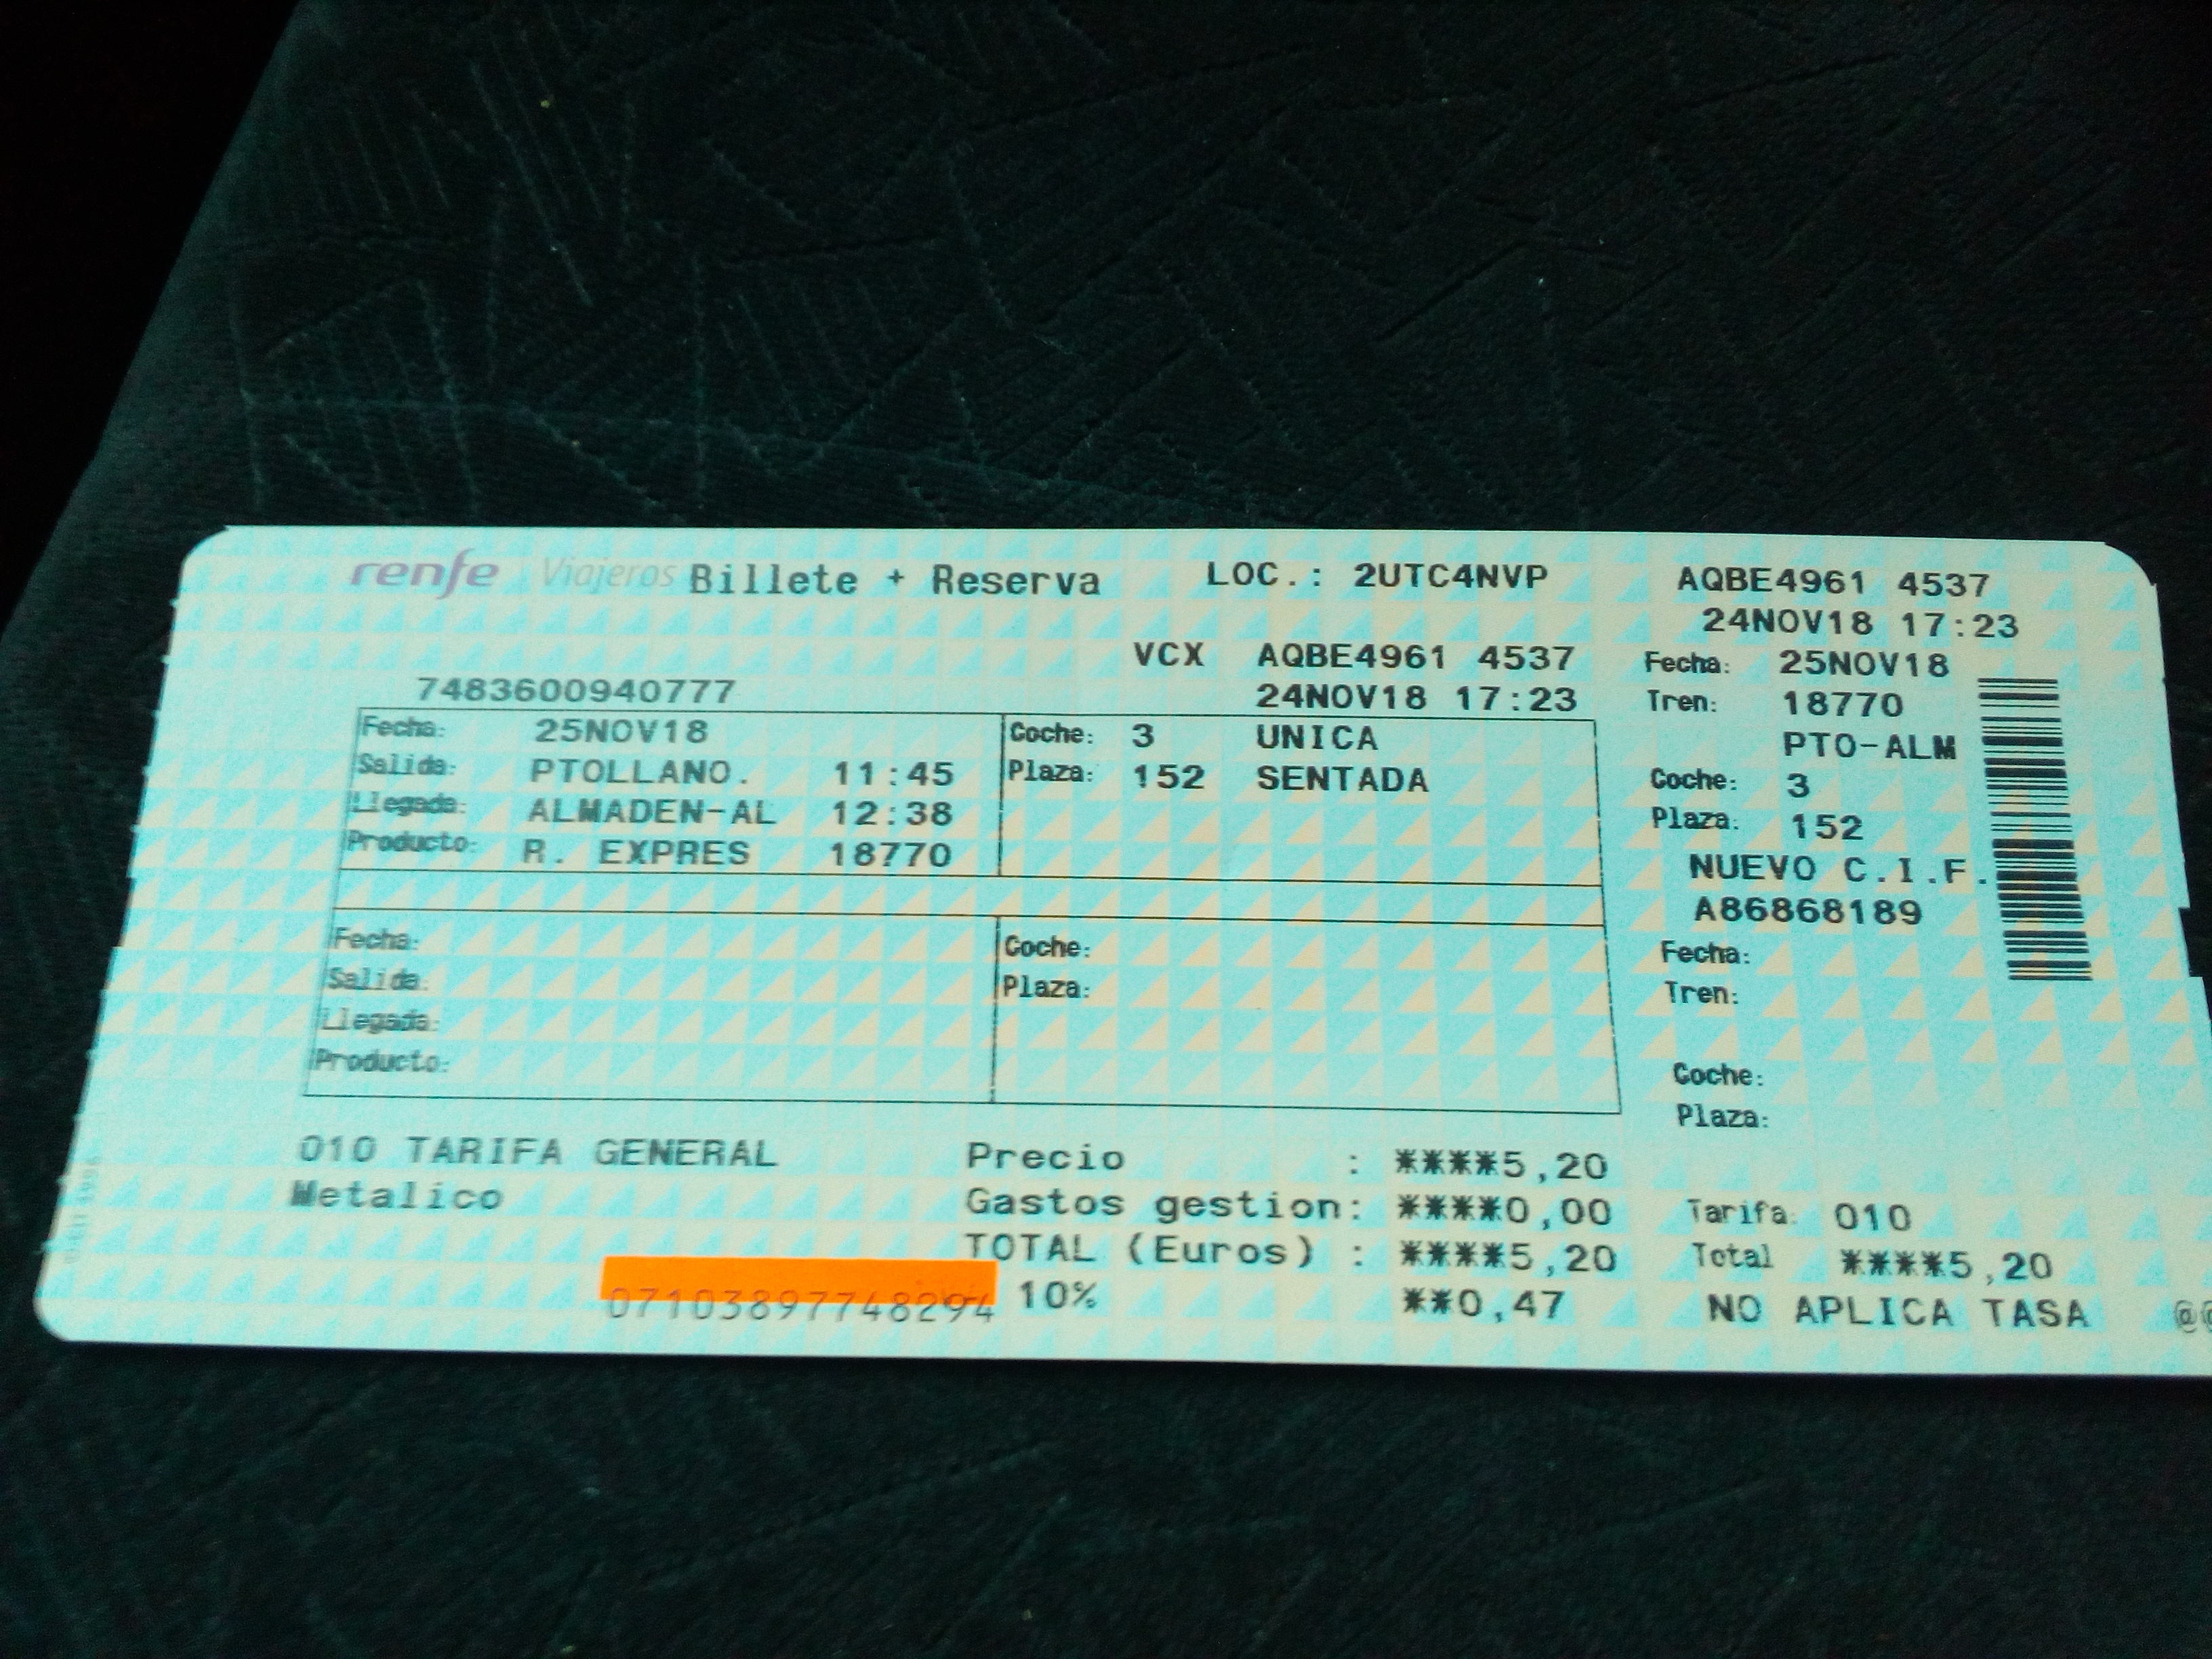 renfe Viajeros Billete + Reserva LOC.: 2UTC4NVP
VCX AQBE4961 4537
7483600940777 24NOV18 17:23
Fecha: 25NOV18 Coche: 3 UNICA
Salida: PTOLLANO. 11:45 Plaza: 152 SENTADA
Llegada: ALMADEN-AL 12:38
Producto: R. EXPRES 18770
Fecha: Coche:
Salida: Plaza:
Llegada:
Producto:
010 TARIFA GENERAL Precio : ****5,20
Metalico Gastos gestion: ****0,00
TOTAL (Euros) : ****5,20
07103897748294 10% **0,47
AQBE4961 4537
24NOV18 17:23
Fecha: 25NOV18
Tren: 18770
PTO-ALM
Coche: 3
Plaza: 152
NUEVO C.I.F.
A86868189
Fecha:
Tren:
Coche:
Plaza:
Tarifa: 010
Total ****5,20
NO APLICA TASA